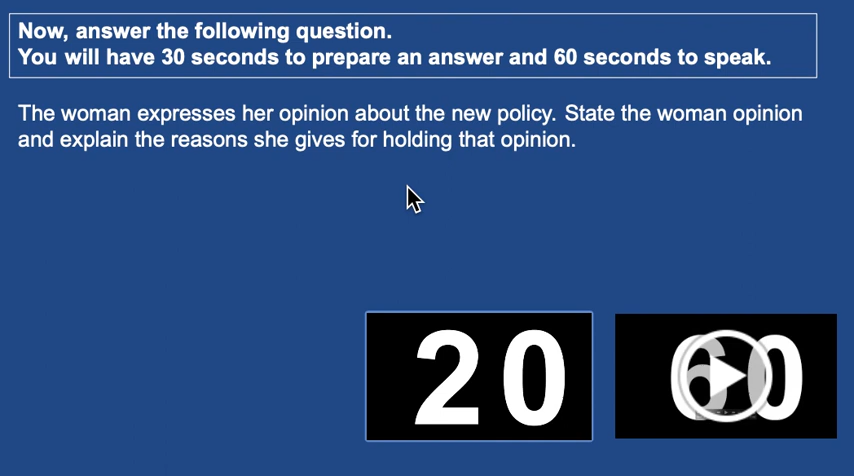 Now, answer the following question.
You will have 30 seconds to prepare an answer and 60 seconds to speak.
The woman expresses her opinion about the new policy. State the woman opinion
and explain the reasons she gives for holding that opinion.
20 60